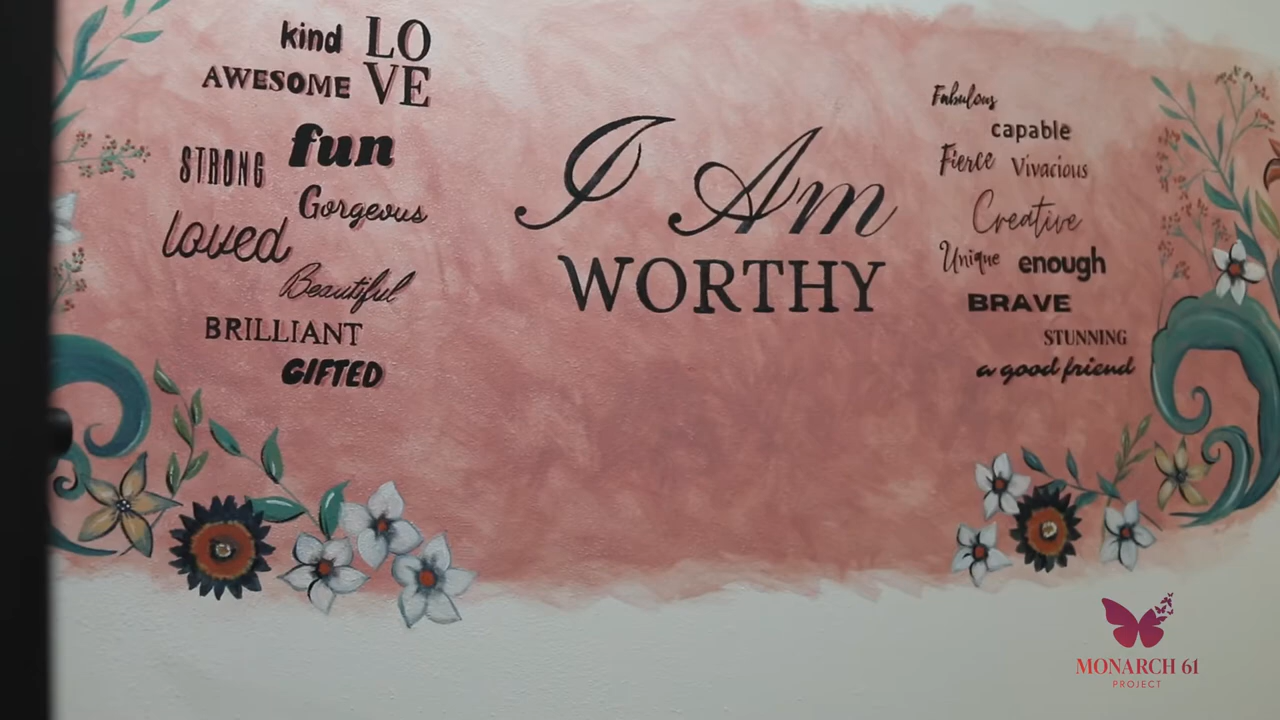 kind
LO
VE
AWESOME
fun
STRONG
Gorgeous
loved
Beautiful
BRILLIANT
GIFTED
I Am
WORTHY
Fabulous
capable
Fierce Vivacious
Creative
Unique enough
BRAVE
STUNNING
a good friend
MONARCH 61
PROJECT